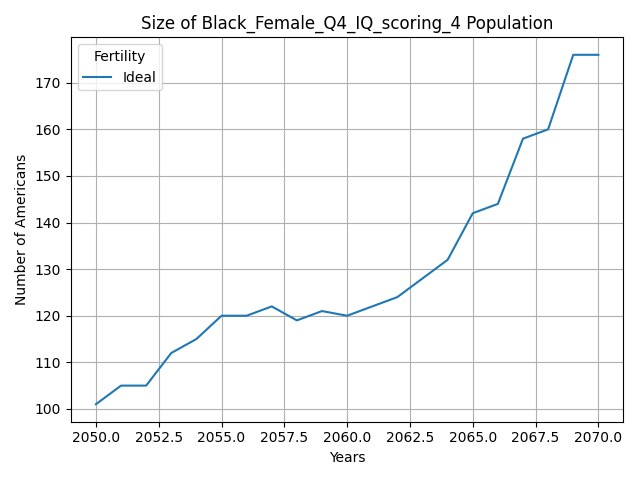 Size of Black_Female_Q4_IQ_scoring_4 Population
Fertility
Ideal
Number of Americans
170
160
150
140
130
120
110
100
2050.0 2052.5 2055.0 2057.5 2060.0 2062.5 2065.0 2067.5 2070.0
Years